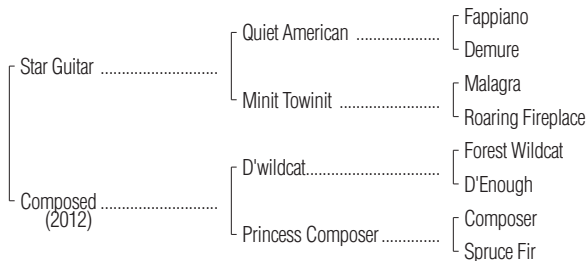 Fappiano
Quiet American ..................
Demure
Star Guitar .........................
Malagra
Minit Towinit ......................
Roaring Fireplace
Forest Wildcat
D'wildcat.............................
D'Enough
Composed .........................
(2012)
Composer
Princess Composer .............
Spruce Fir